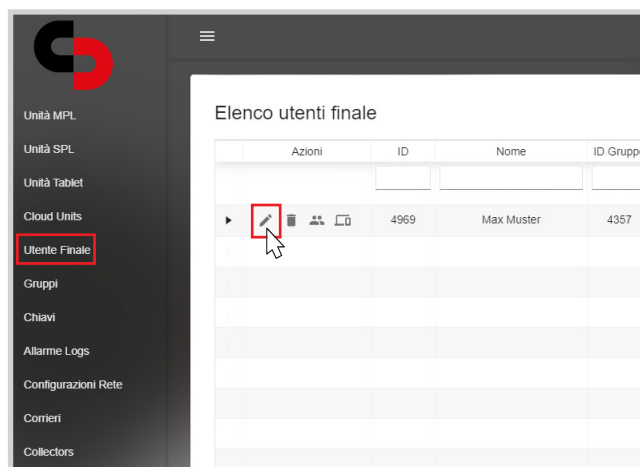 Elenco utenti finale
Unità MPL
Unità SPL
Unità Tablet
Cloud Units
Utente Finale
Gruppi
Chiavi
Allarme Logs
Configurazioni Rete
Corrieri
Collectors
Azioni ID Nome ID Gruppo
4969 Max Muster 4357